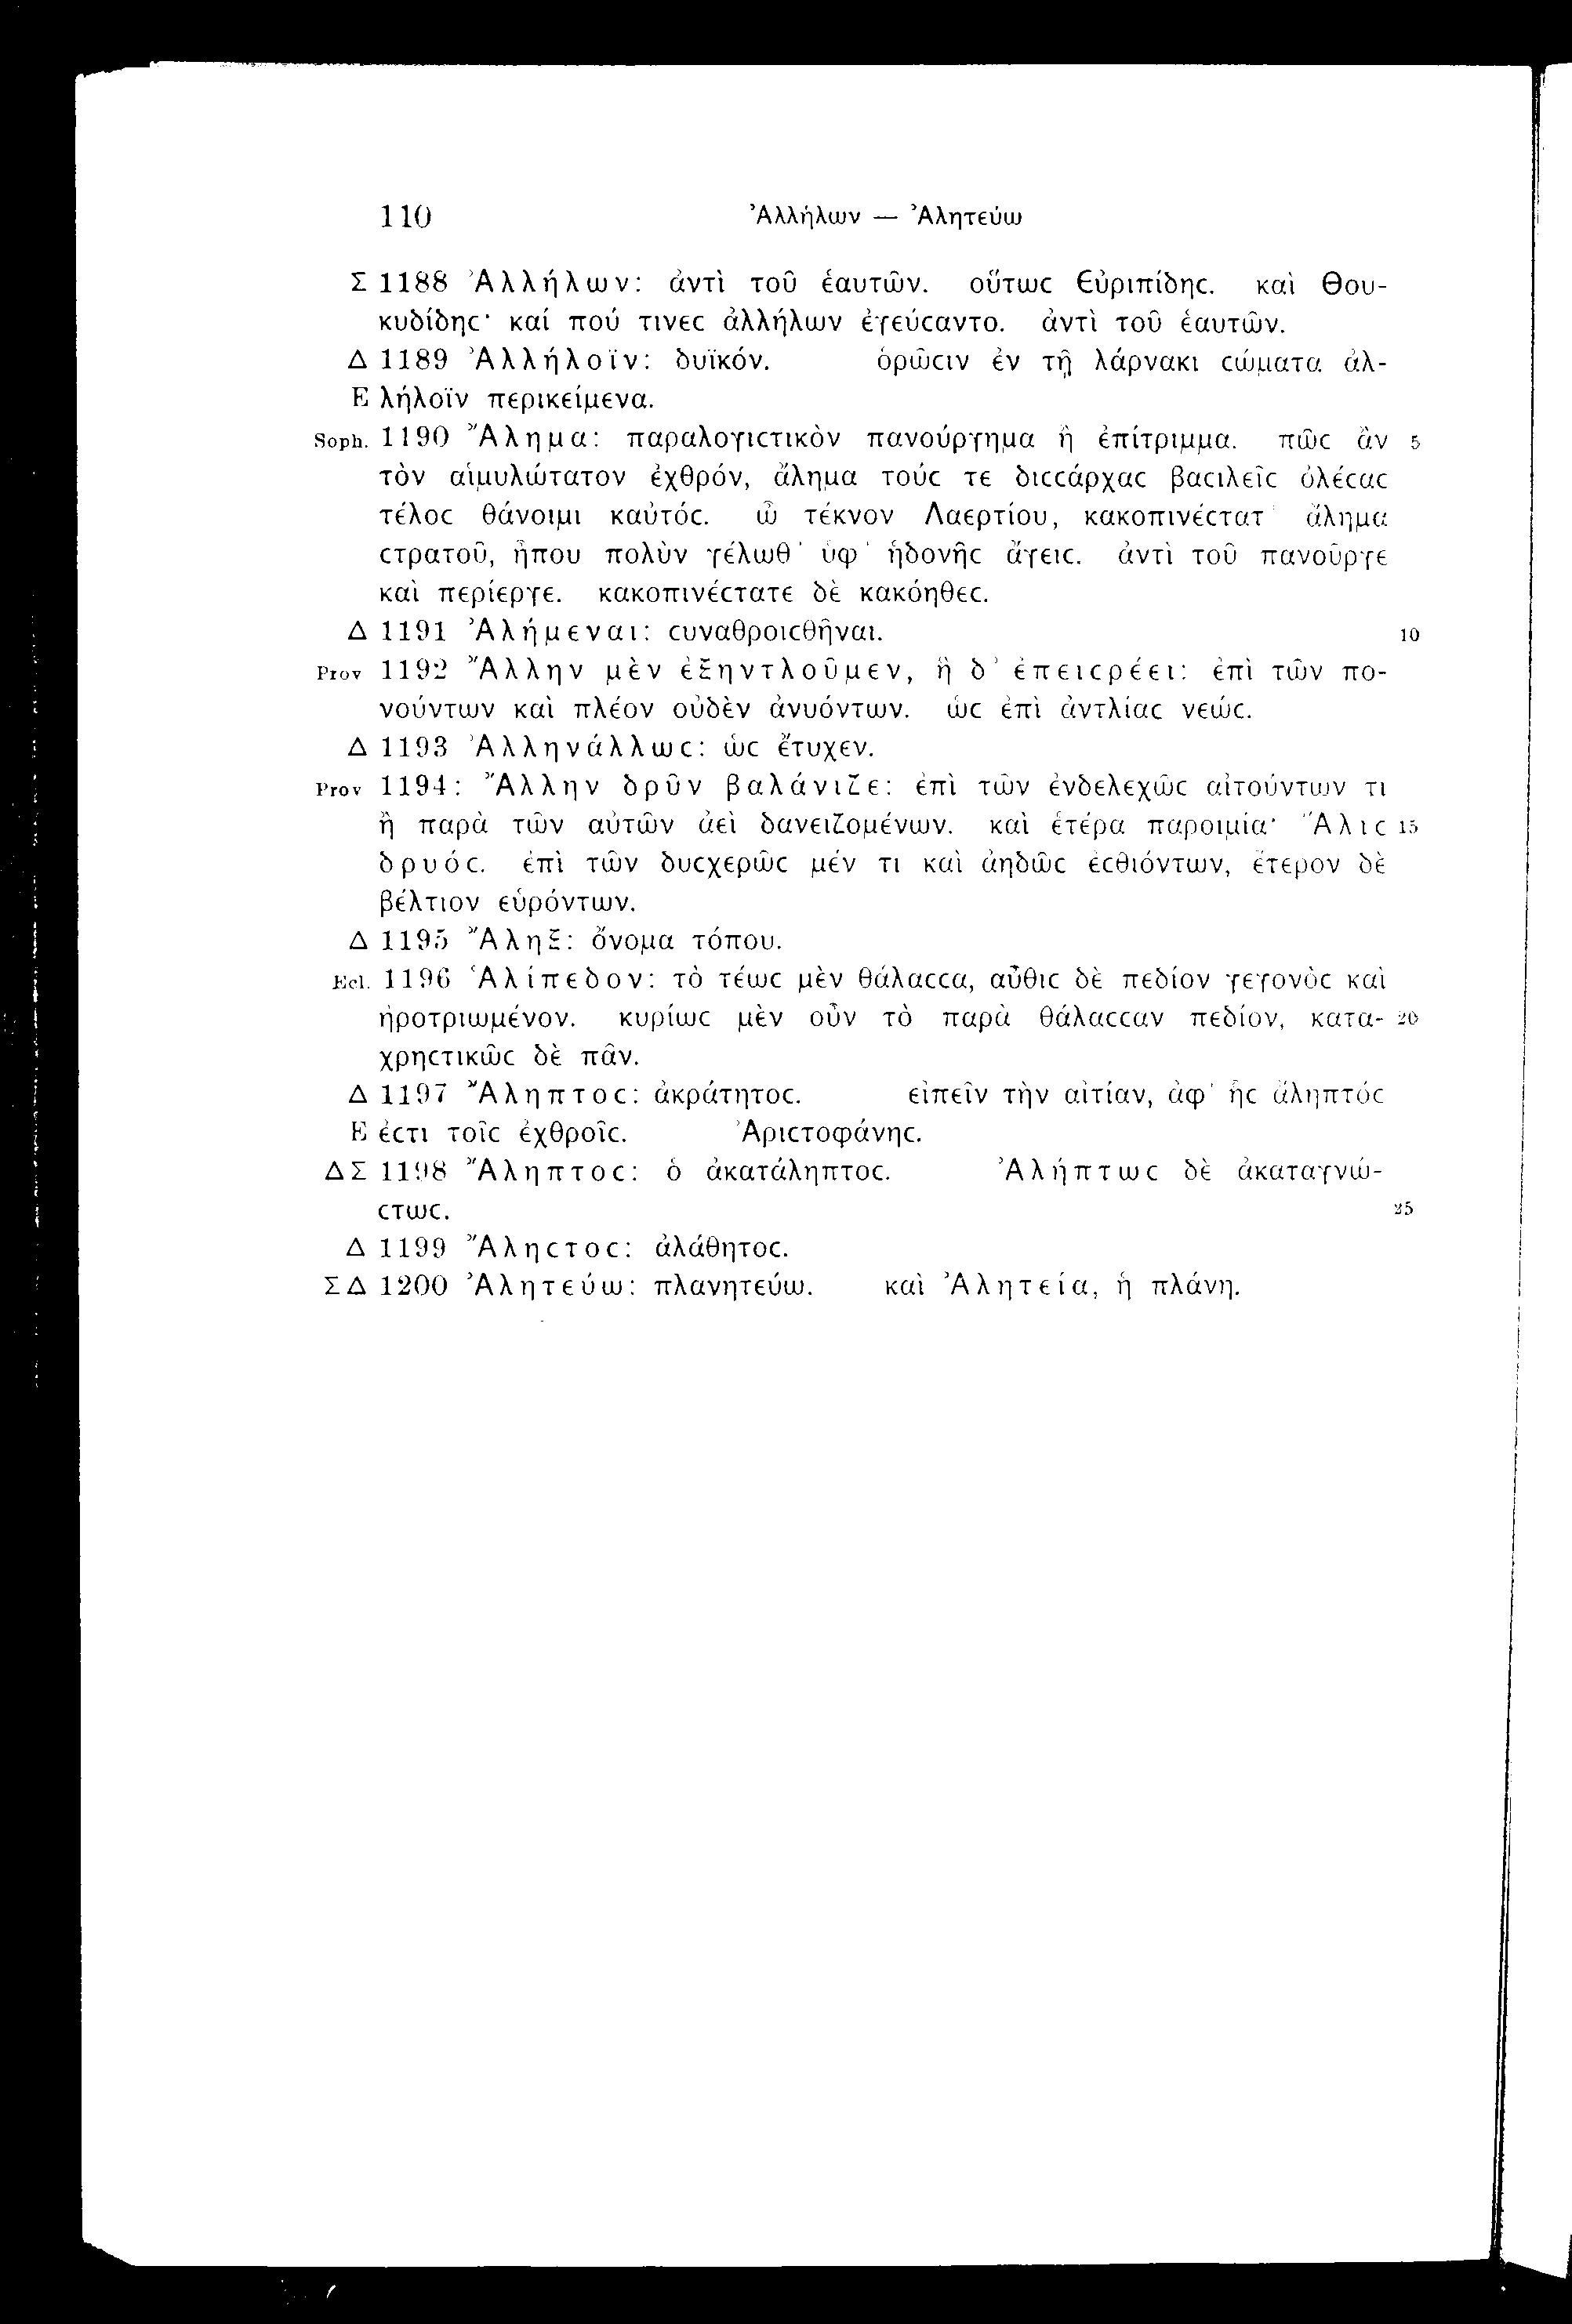 110 Ἀλλήλων — Ἀλητεύω
Σ 1188 Ἀλλήλων: ἀντὶ τοῦ ἑαυτῶν. οὕτωϲ Εὐριπίδηϲ. καὶ Θου-
κυδίδηϲ· καί πού τινεϲ ἀλλήλων ἐγεύϲαντο. ἀντὶ τοῦ ἑαυτῶν.
Δ 1189 Ἀλλήλοϊν: δυϊκόν. ὁρῶϲιν ἐν τῇ λάρνακι ϲώματα ἀλ-
E λήλοϊν περικείμενα.
Soph. 1190 Ἄλημα: παραλογιϲτικὸν πανούργημα ἢ ἐπίτριμμα. πῶϲ ἂν 5
τὸν αἱμυλώτατον ἐχθρόν, ἄλημα τούϲ τε διϲϲάρχαϲ βαϲιλεῖϲ ὀλέϲαϲ
τέλοϲ θάνοιμι καὐτόϲ. ὦ τέκνον Λαερτίου, κακοπινέϲτατ’ ἄλημα
ϲτρατοῦ, ἦπου πολὺν γέλωθ’ ὑφ’ ἡδονῆϲ ἄγειϲ. ἀντὶ τοῦ πανοῦργε
καὶ περίεργε. κακοπινέϲτατε δὲ κακόηθεϲ.
Δ 1191 Ἀλήμεναι: ϲυναθροιϲθῆναι. 10
Prov 1192 Ἄλλην μὲν ἐξηντλοῦμεν, ἡ δ’ ἐπειϲρέει: ἐπὶ τῶν πο-
νούντων καὶ πλέον οὐδὲν ἀνυόντων. ὡϲ ἐπὶ ἀντλίαϲ νεώϲ.
Δ 1193 Ἀλληνάλλωϲ: ὡϲ ἔτυχεν.
Prov 1194: Ἄλλην δρῦν βαλάνιζε: ἐπὶ τῶν ἐνδελεχῶϲ αἰτούντων τι
ἢ παρὰ τῶν αὐτῶν ἀεὶ δανειζομένων. καὶ ἑτέρα παροιμία· Ἅλιϲ 15
δρυόϲ. ἐπὶ τῶν δυϲχερῶϲ μέν τι καὶ ἀηδῶϲ ἐϲθιόντων, ἕτερον δὲ
βέλτιον εὑρόντων.
Δ 1195 Ἄληξ: ὄνομα τόπου.
Ecl. 1196 Ἁλίπεδον: τὸ τέωϲ μὲν θάλαϲϲα, αὖθιϲ δὲ πεδίον γεγονὸϲ καὶ
ἠροτριωμένον. κυρίωϲ μὲν οὖν τὸ παρὰ θάλαϲϲαν πεδίον, κατα- 20
χρηϲτικῶϲ δὲ πᾶν.
Δ 1197 Ἄληπτοϲ: ἀκράτητοϲ. εἰπεῖν τὴν αἰτίαν, ἀφ’ ἧϲ ἄληπτόϲ
E ἐϲτι τοῖϲ ἐχθροῖϲ. Ἀριϲτοφάνηϲ.
ΔΣ 1198 Ἄληπτοϲ: ὁ ἀκατάληπτοϲ. Ἀλήπτωϲ δὲ ἀκαταγνώ-
ϲτωϲ. 25
Δ 1199 Ἄληϲτοϲ: ἀλάθητοϲ.
ΣΔ 1200 Ἀλητεύω: πλανητεύω. καὶ Ἀλητεία, ἡ πλάνη.